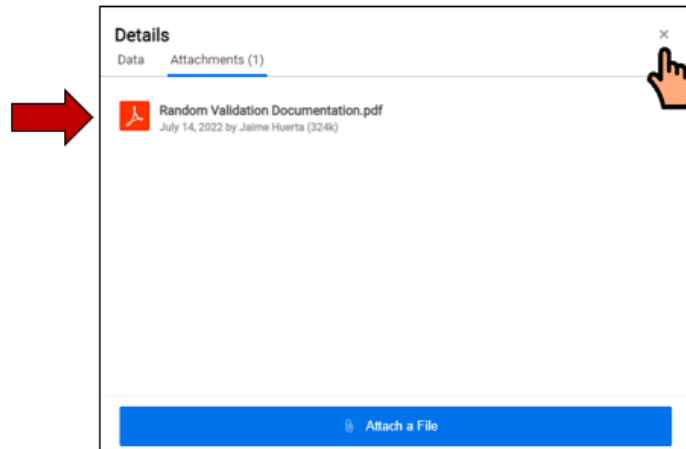 Details
×
Data Attachments (1)
Random Validation Documentation.pdf
July 14, 2022 by Jaime Huerta (324k)
Attach a File